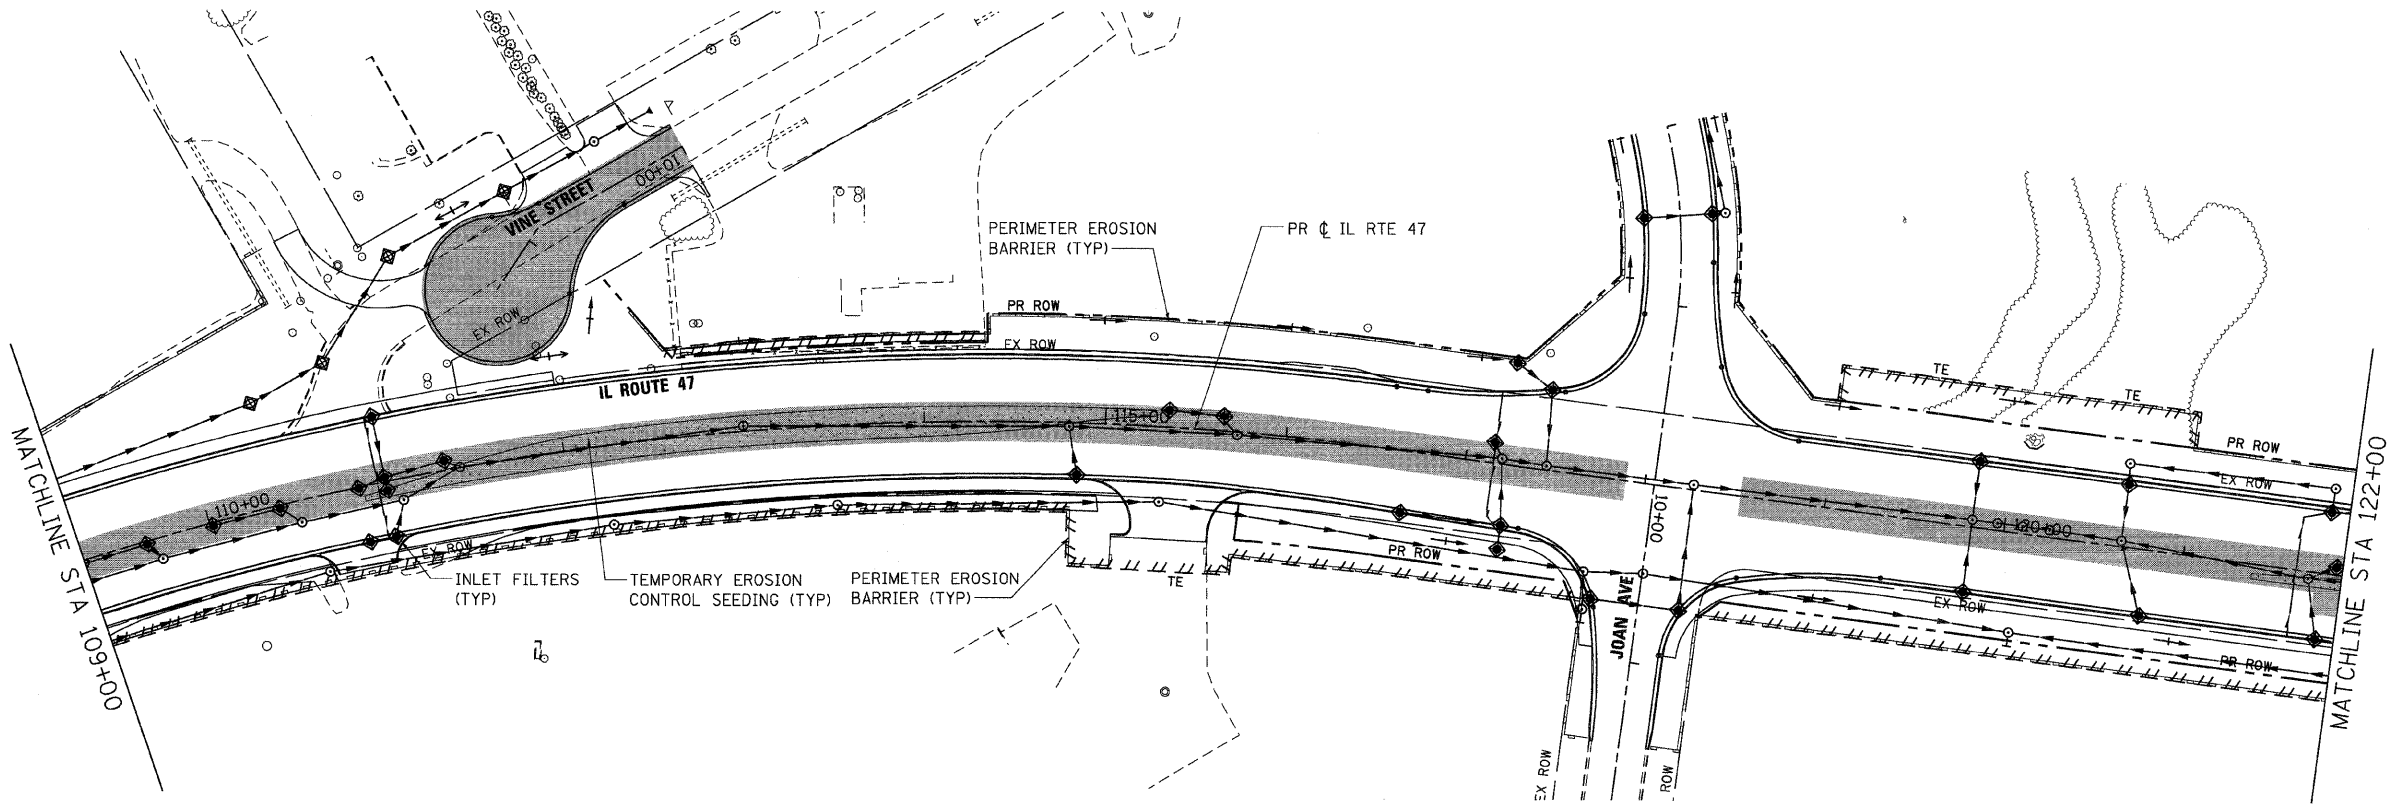 VINE STREET
10+00
EX ROW
PERIMETER EROSION
BARRIER (TYP)
PR ℄ IL RTE 47
PR ROW
EX ROW
IL ROUTE 47
TE
TE
PR ROW
EX ROW
MATCHLINE STA 109+00
110+00
115+00
10+00
120+00
MATCHLINE STA 122+00
EX ROW
INLET FILTERS
(TYP)
TEMPORARY EROSION
CONTROL SEEDING (TYP)
PERIMETER EROSION
BARRIER (TYP)
TE
PR ROW
JOAN AVE
EX ROW
PR ROW
EX ROW
ROW